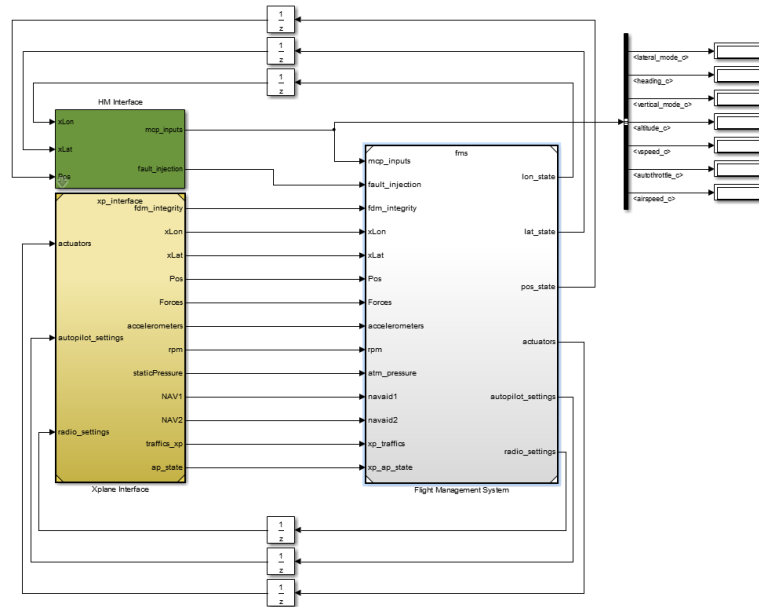 1
z
1
z
1
z
HM Interface
xLon
xLat
Pos
mcp_inputs
fault_injection
xp_interface
actuators
autopilot_settings
radio_settings
fdm_integrity
xLon
xLat
Pos
Forces
accelerometers
rpm
staticPressure
NAV1
NAV2
traffics_xp
ap_state
Xplane Interface
fms
mcp_inputs
fault_injection
fdm_integrity
xLon
xLat
Pos
Forces
accelerometers
rpm
atm_pressure
navaid1
navaid2
xp_traffics
xp_ap_state
lon_state
lat_state
pos_state
actuators
autopilot_settings
radio_settings
Flight Management System
<lateral_mode_c>
<heading_c>
<vertical_mode_c>
<altitude_c>
<vspeed_c>
<autothrottle_c>
<airspeed_c>
1
z
1
z
1
z